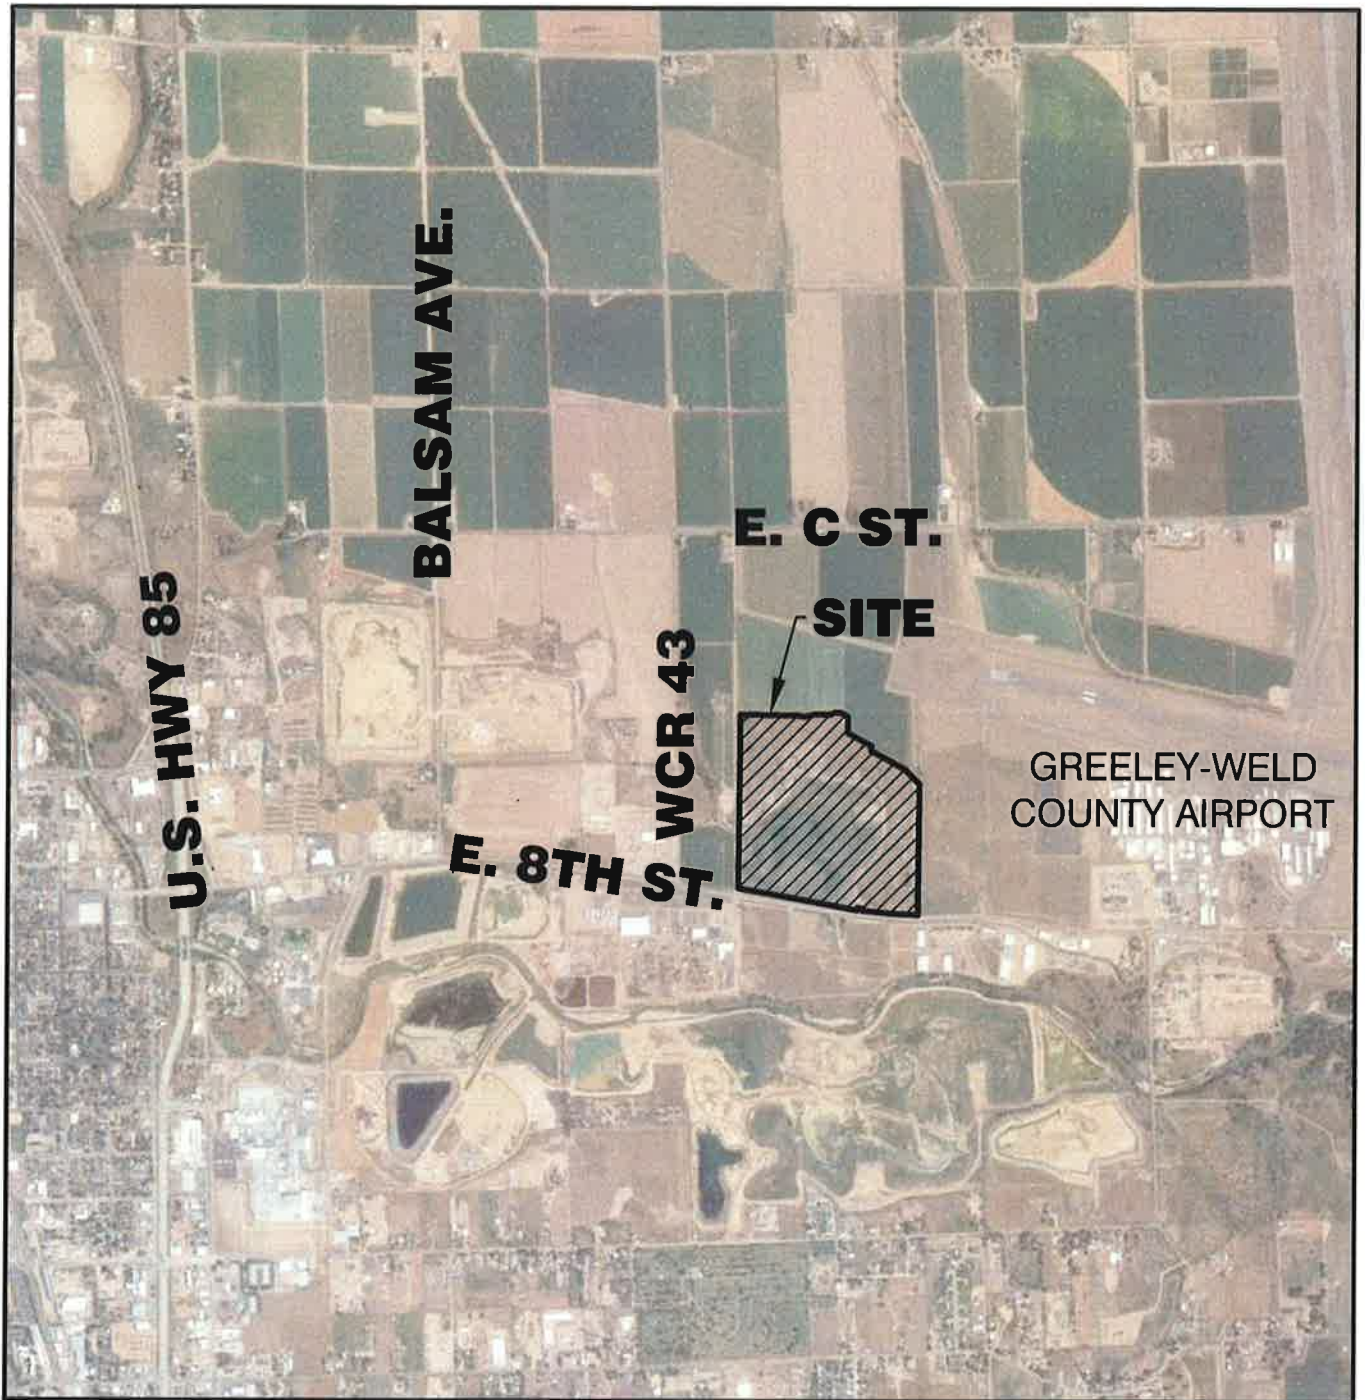 BALSAM AVE.
E. C ST.
SITE
U.S. HWY 85
WCR 43
GREELEY-WELD
COUNTY AIRPORT
E. 8TH ST.